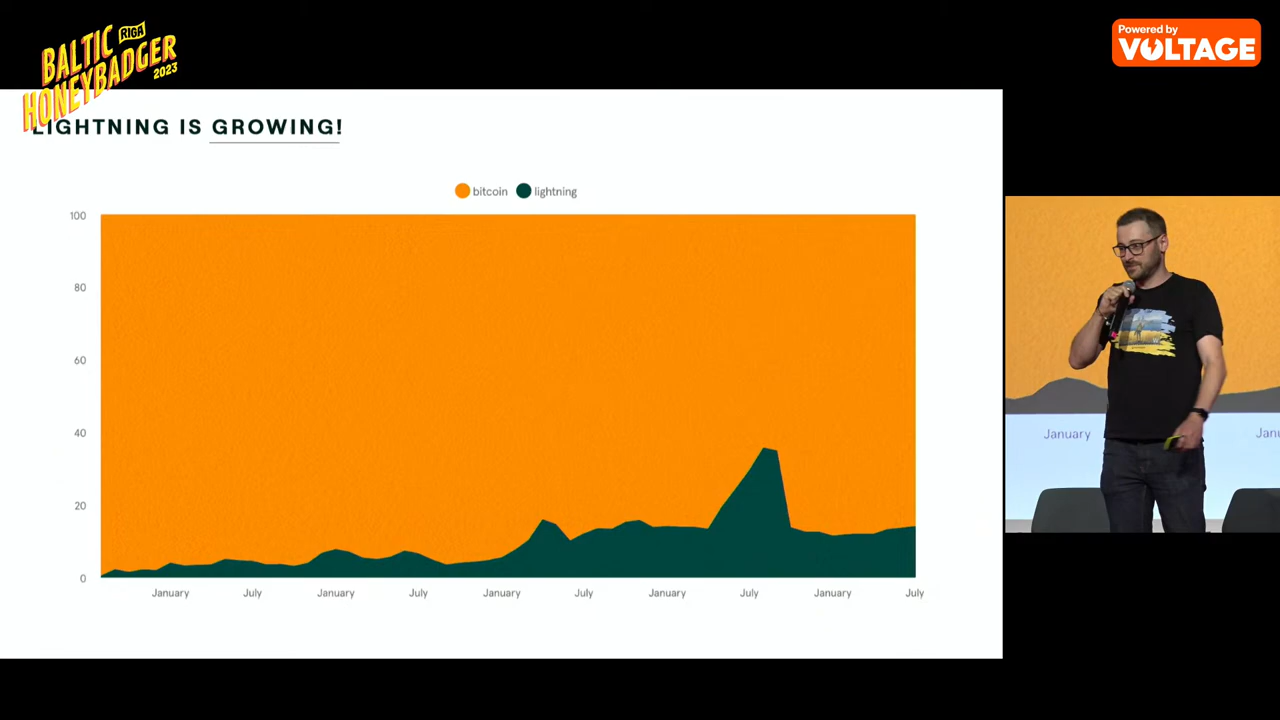 BALTIC
RIGA
HONEYBADGER
2023
Powered by
VOLTAGE
LIGHTNING IS GROWING!
bitcoin lightning
100
80
60
40
20
0
January July January July January July January July January July
January